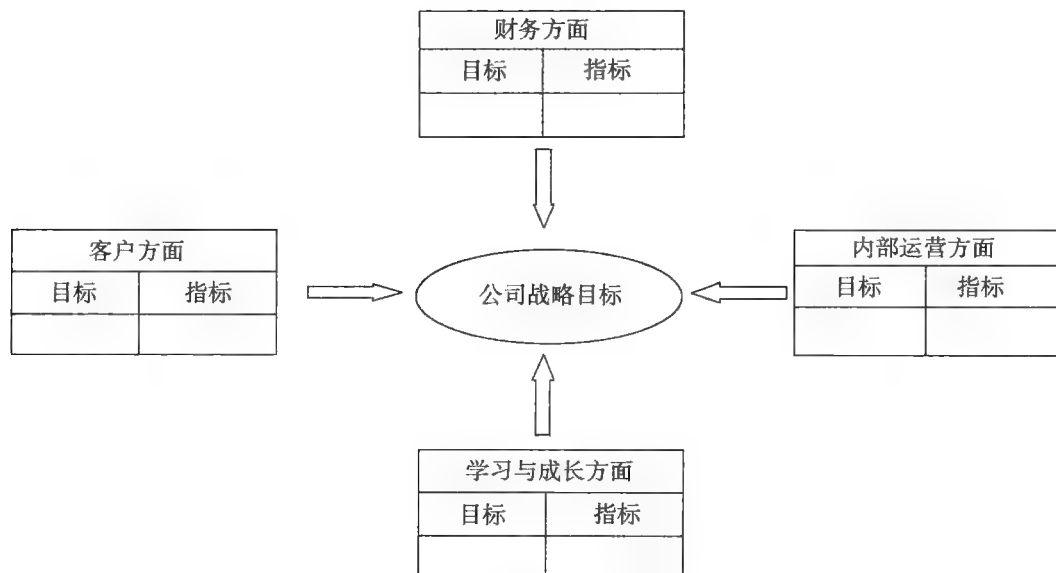 财务方面
目标 指标
客户方面
目标 指标
公司战略目标
内部运营方面
目标 指标
学习与成长方面
目标 指标